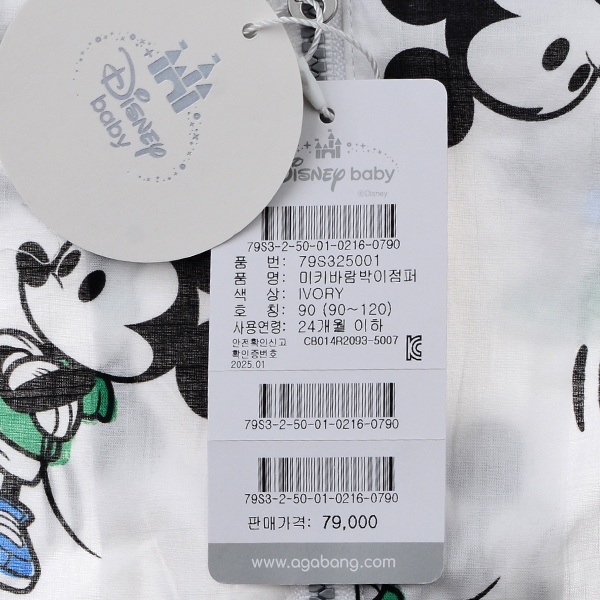 Disney
baby
Disney baby
©Disney
79S3-2-50-01-0216-0790
품 번: 79S325001
품 명: 미키바람박이점퍼
색 상: IVORY
호 칭: 90 (90~120)
사용연령: 24개월 이하
안전확인신고 CB014R2093-5007
확인증번호
2025.01
79S3-2-50-01-0216-0790
79S3-2-50-01-0216-0790
판매가격: 79,000
www.agabang.com